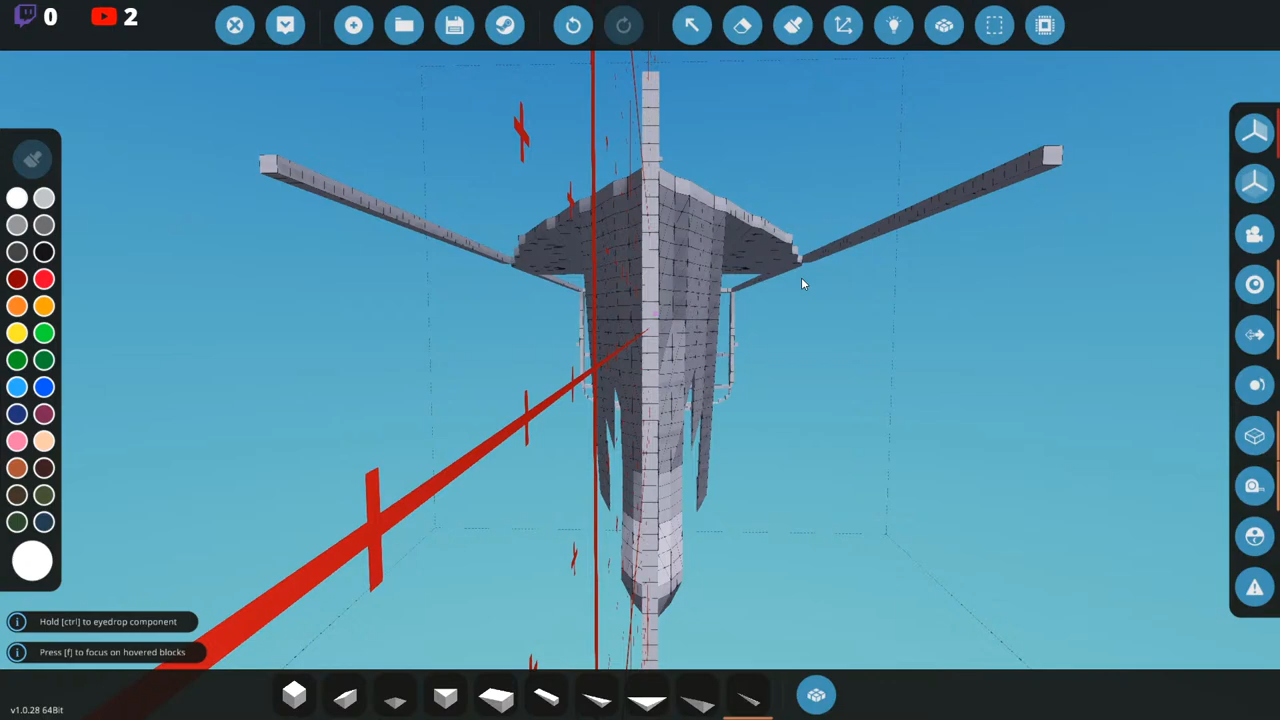 0
2
Hold [ctrl] to eyedrop component
Press [f] to focus on hovered blocks
v1.0.28 64Bit